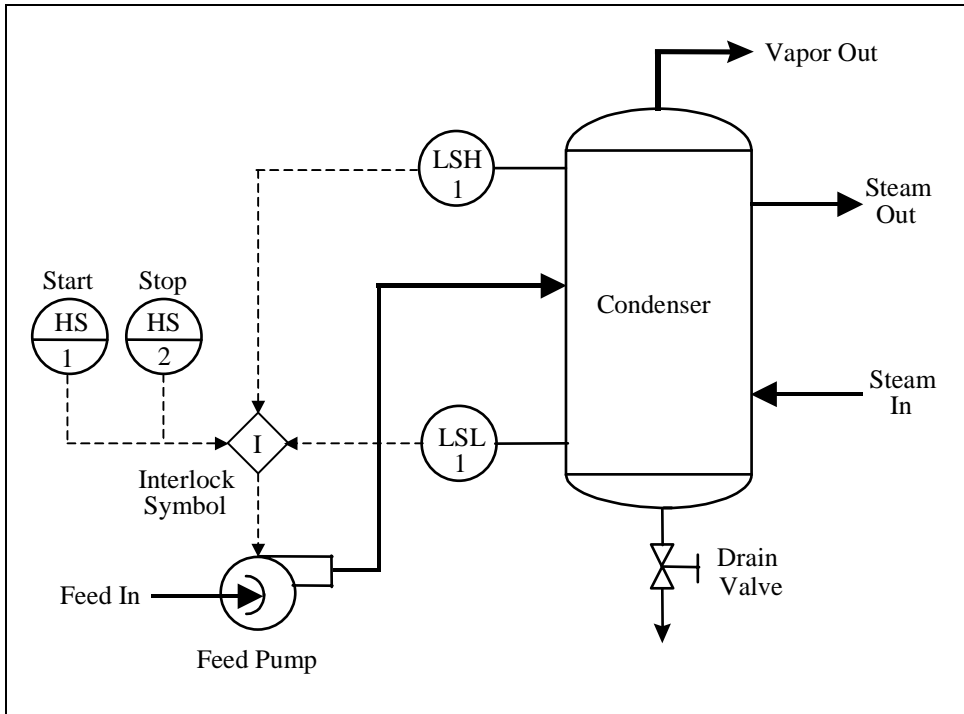 Vapor Out
LSH
1
Steam
Out
Start
Stop
HS
1
HS
2
Condenser
Steam
In
I
LSL
1
Interlock
Symbol
Drain
Valve
Feed In
Feed Pump